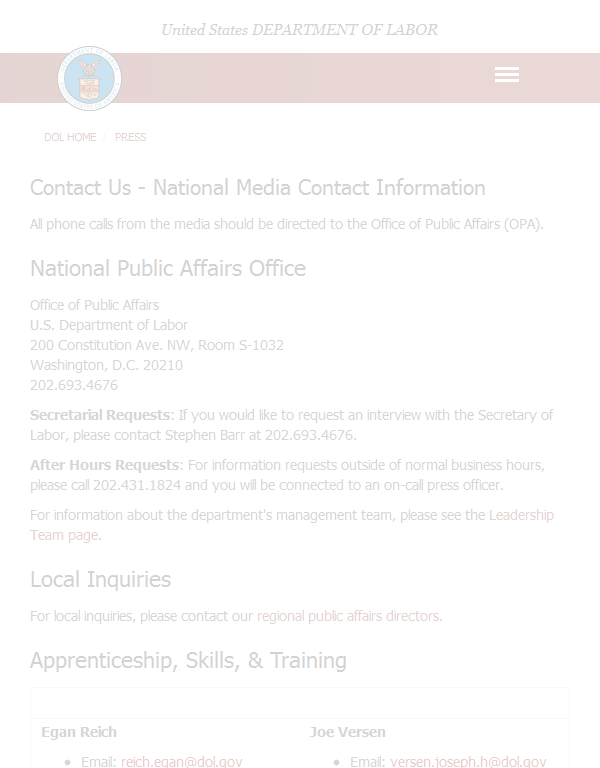 United States DEPARTMENT OF LABOR
DOL HOME / PRESS
Contact Us - National Media Contact Information
All phone calls from the media should be directed to the Office of Public Affairs (OPA).
National Public Affairs Office
Office of Public Affairs
U.S. Department of Labor
200 Constitution Ave. NW, Room S-1032
Washington, D.C. 20210
202.693.4676
Secretarial Requests: If you would like to request an interview with the Secretary of
Labor, please contact Stephen Barr at 202.693.4676.
After Hours Requests: For information requests outside of normal business hours,
please call 202.431.1824 and you will be connected to an on-call press officer.
For information about the department's management team, please see the Leadership
Team page.
Local Inquiries
For local inquiries, please contact our regional public affairs directors.
Apprenticeship, Skills, & Training
Egan Reich Joe Versen
• Email: reich.egan@dol.gov • Email: versen.joseph.h@dol.gov